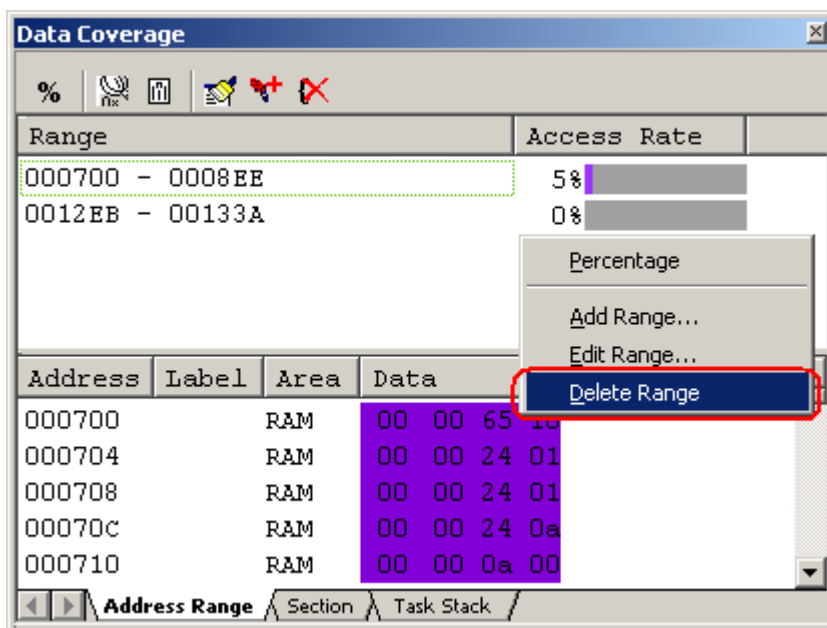 Data Coverage
%
Range Access Rate
000700 - 0008EE 5%
0012EB - 00133A 0%
Percentage
Add Range...
Edit Range...
Delete Range
Address Label Area Data
000700 RAM 00 00 65
000704 RAM 00 00 24 01
000708 RAM 00 00 24 01
00070C RAM 00 00 24 0a
000710 RAM 00 00 0a 00
Address Range Section Task Stack